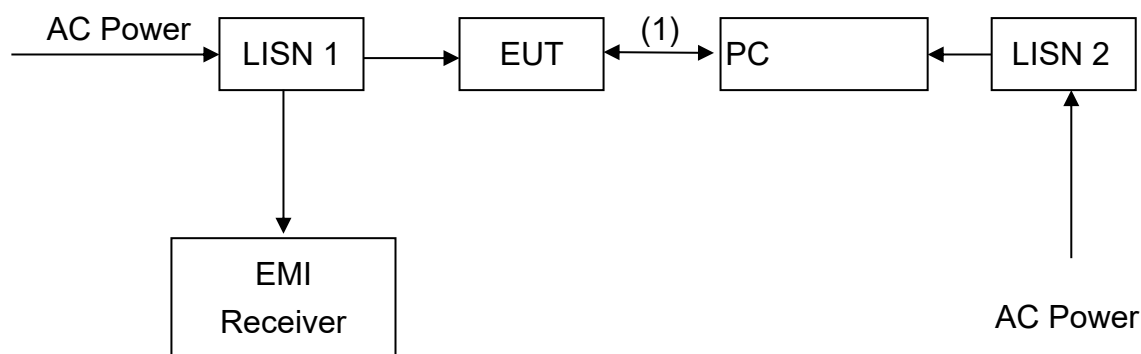 AC Power
LISN 1
EUT
(1)
PC
LISN 2
EMI
Receiver
AC Power